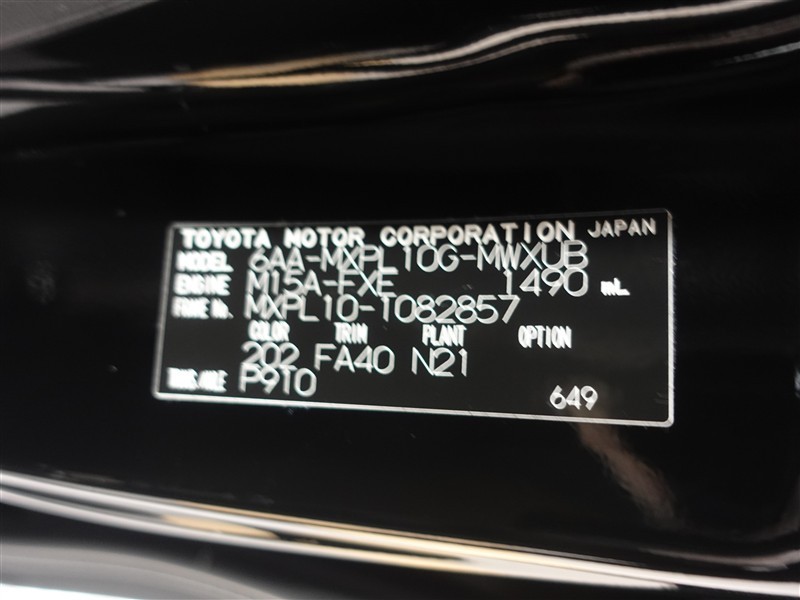 TOYOTA MOTOR CORPORATION JAPAN
MODEL 6AA-MXPL10G-MWXUB
ENGINE M15A-FXE 1490 mL
FRAME No. MXPL10-1082857
COLOR TRIM PLANT OPTION
202 FA40 N21
TRANS./AXLE P910
649